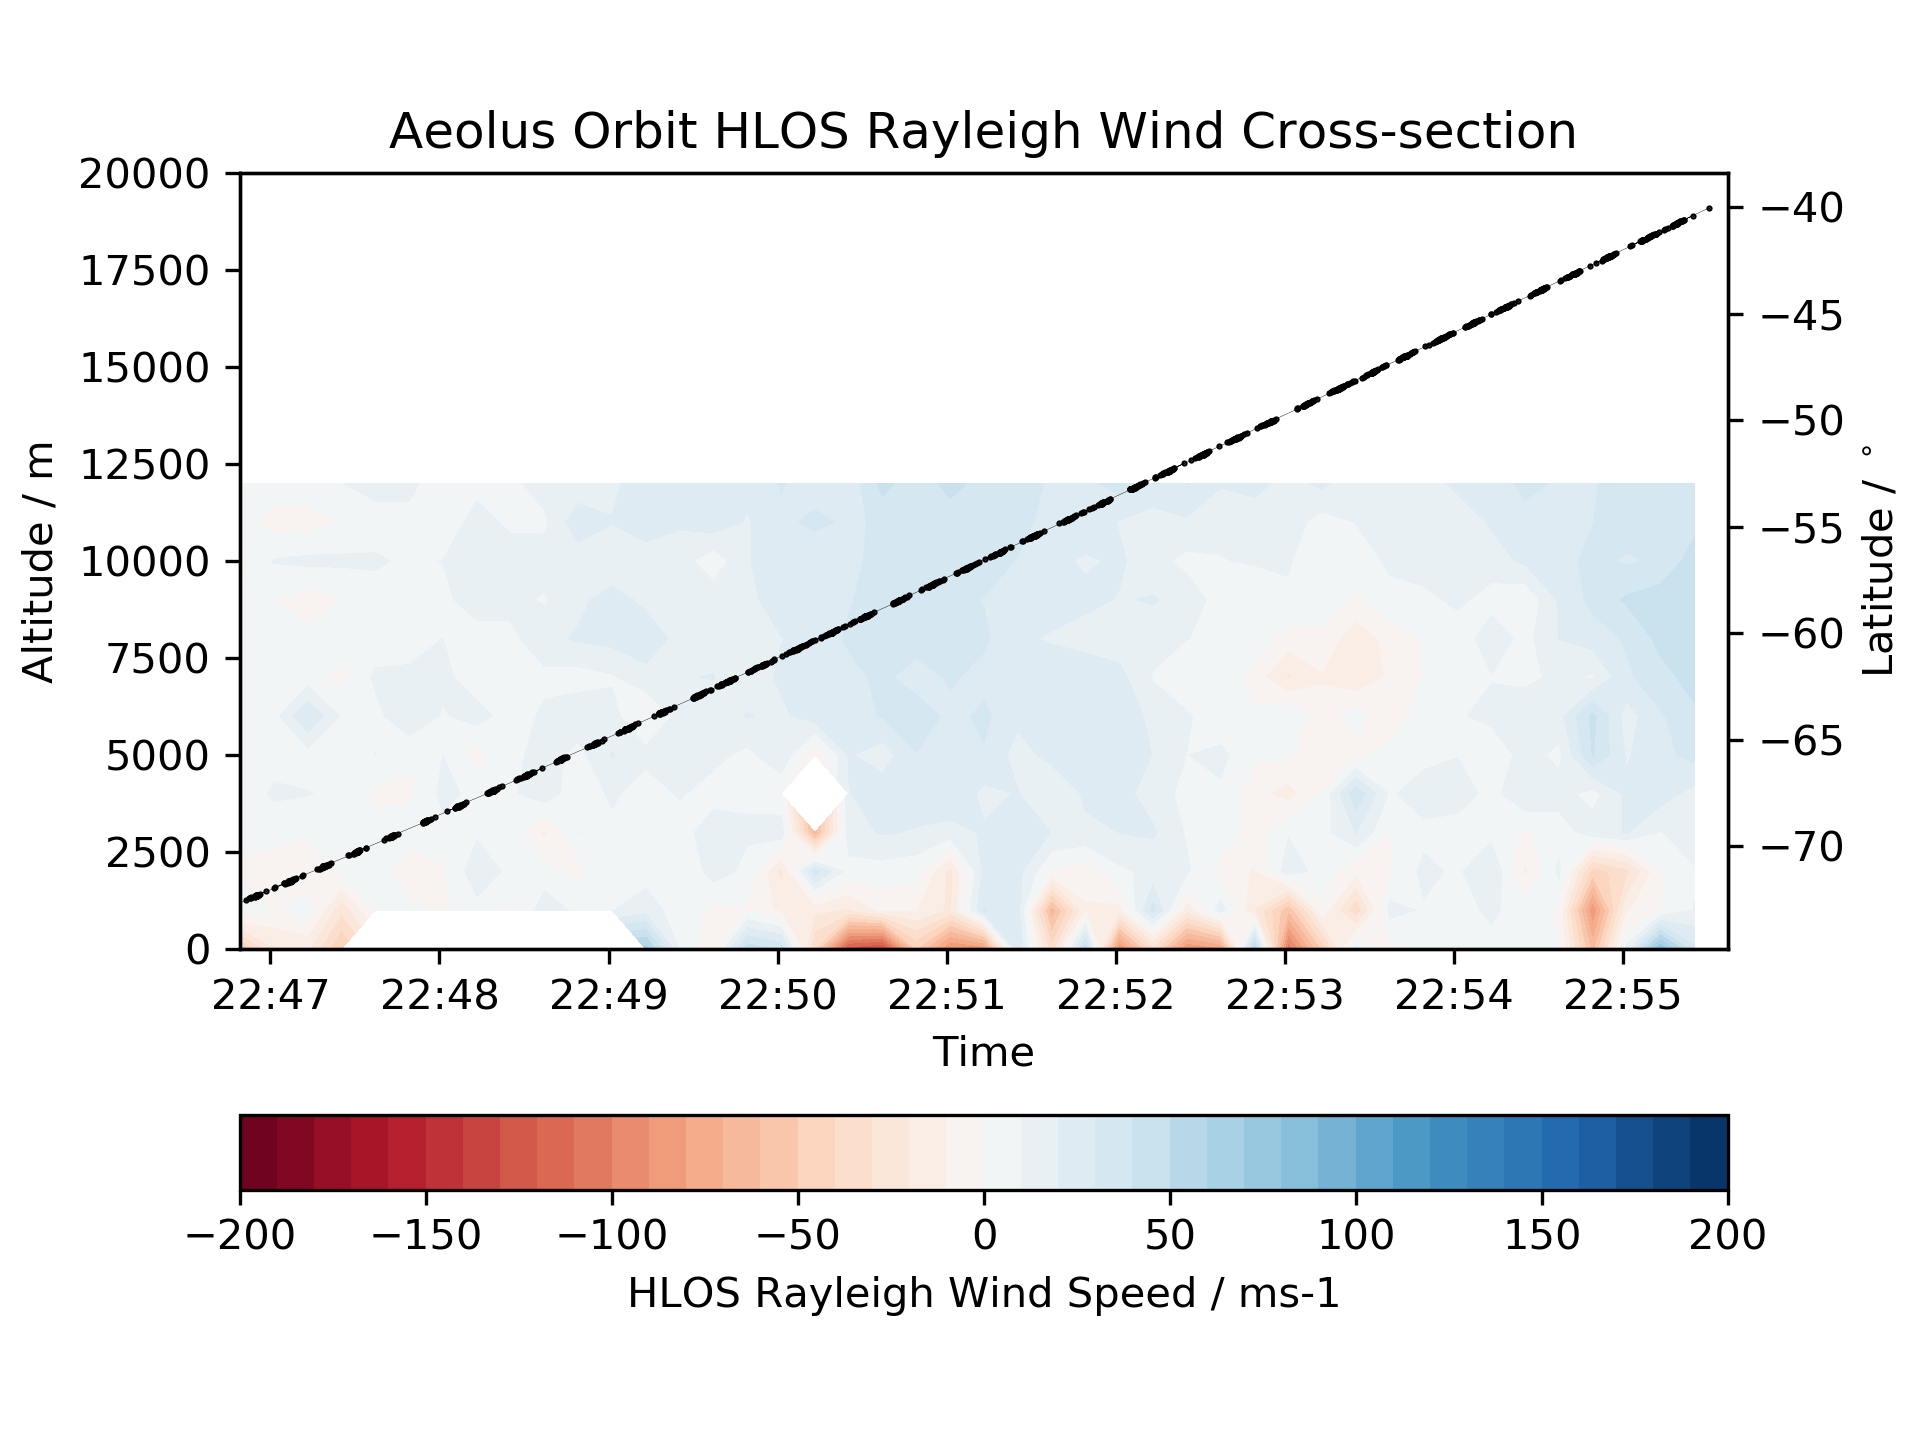 Aeolus Orbit HLOS Rayleigh Wind Cross-section
20000
17500
15000
12500
10000
7500
5000
2500
0
Altitude / m
−40
−45
−50
−55
−60
−65
−70
Latitude / °
22:47 22:48 22:49 22:50 22:51 22:52 22:53 22:54 22:55
Time
−200 −150 −100 −50 0 50 100 150 200
HLOS Rayleigh Wind Speed / ms-1